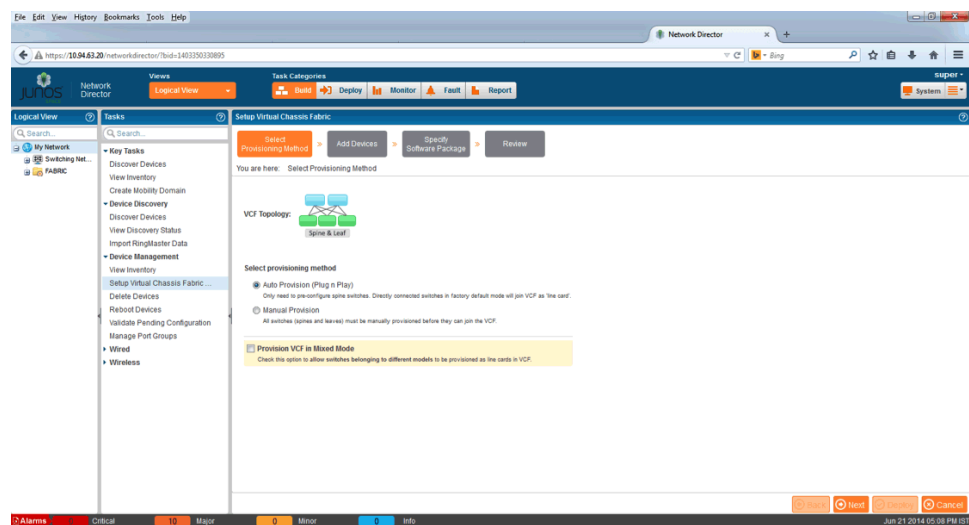 File Edit View History Bookmarks Tools Help
Network Director
https://10.94.63.20/networkdirector/?bid=1403350330895
Bing
JUNOS Network Director
Views
Logical View
Task Categories
Build Deploy Monitor Fault Report
super
System
Logical View
Search...
My Network
Switching Net...
FABRIC
Tasks
Search...
Key Tasks
Discover Devices
View Inventory
Create Mobility Domain
Device Discovery
Discover Devices
View Discovery Status
Import RingMaster Data
Device Management
View Inventory
Setup Virtual Chassis Fabric ...
Delete Devices
Reboot Devices
Validate Pending Configuration
Manage Port Groups
Wired
Wireless
Setup Virtual Chassis Fabric
Select Provisioning Method » Add Devices » Specify Software Package » Review
You are here: Select Provisioning Method
VCF Topology:
Spine & Leaf
Select provisioning method
Auto Provision (Plug n Play)
Only need to pre-configure spine switches. Directly connected switches in factory default mode will join VCF as 'line card'.
Manual Provision
All switches (spines and leaves) must be manually provisioned before they can join the VCF.
Provision VCF in Mixed Mode
Check this option to allow switches belonging to different models to be provisioned as line cards in VCF.
Back Next Deploy Cancel
Alarms Critical 10 Major 0 Minor 0 Info
Jun 21 2014 05:08 PM IST